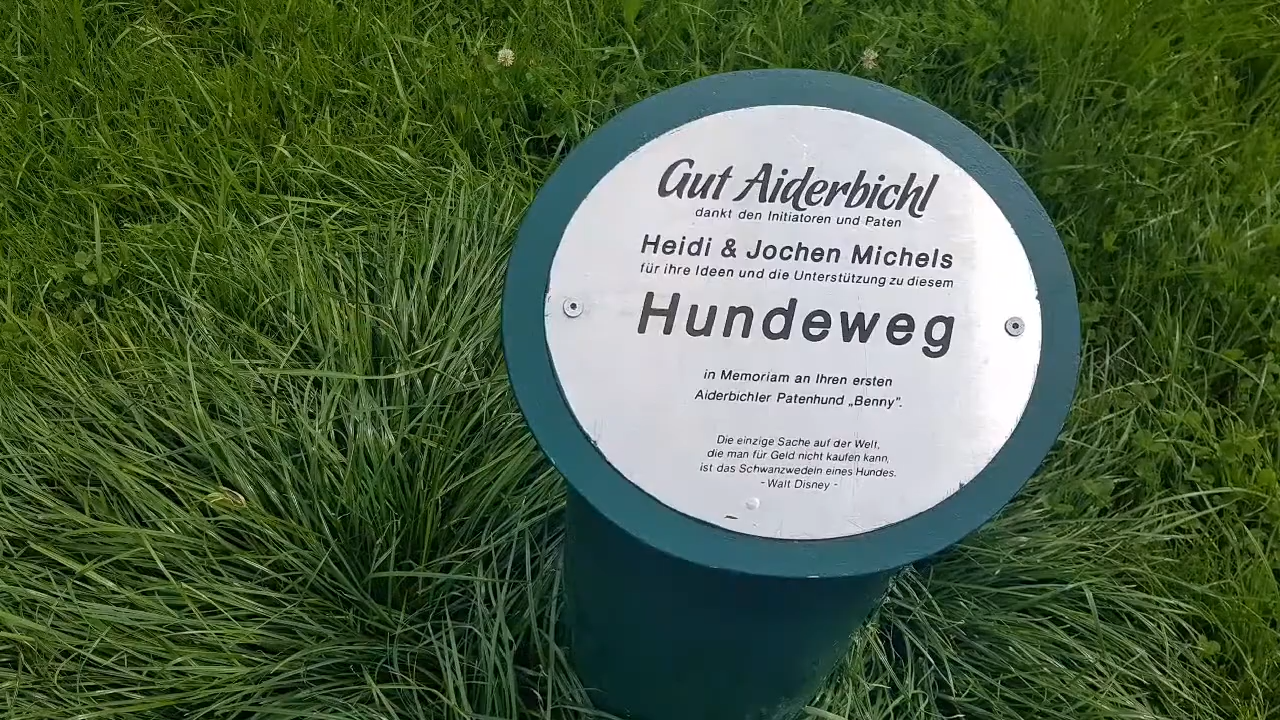 Gut Aiderbichl
dankt den Initiatoren und Paten
Heidi & Jochen Michels
für ihre Ideen und die Unterstützung zu diesem
Hundeweg
in Memoriam an Ihren ersten
Aiderbichler Patenhund „Benny”.
Die einzige Sache auf der Welt,
die man für Geld nicht kaufen kann,
ist das Schwanzwedeln eines Hundes.
- Walt Disney -